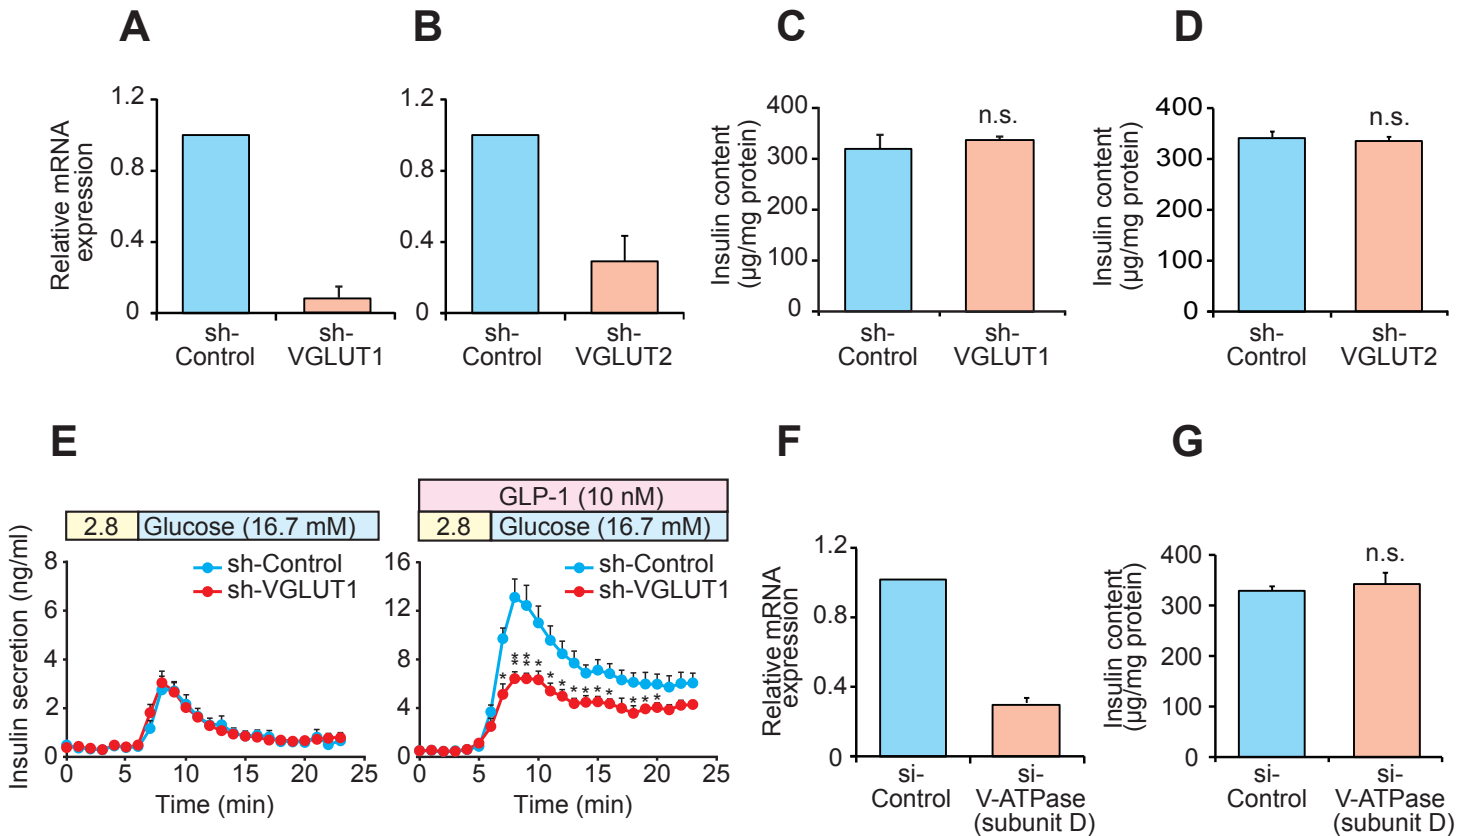 A
B
C
D
Relative mRNA
expression
1.2
0.8
0.4
0
sh-
Control
sh-
VGLUT1
1.2
0.8
0.4
0
sh-
Control
sh-
VGLUT2
Insulin content
(µg/mg protein)
400
300
200
100
0
n.s.
sh-
Control
sh-
VGLUT1
Insulin content
(µg/mg protein)
400
300
200
100
0
n.s.
sh-
Control
sh-
VGLUT2
E
2.8
Glucose (16.7 mM)
Insulin secretion (ng/ml)
8
6
4
2
0
sh-Control
sh-VGLUT1
0
5
10
15
20
25
Time (min)
GLP-1 (10 nM)
2.8
Glucose (16.7 mM)
16
12
8
4
0
sh-Control
sh-VGLUT1
* ** ** * * * * * * * * * *
0
5
10
15
20
25
Time (min)
F
Relative mRNA
expression
1.2
0.8
0.4
0
si-
Control
si-
V-ATPase
(subunit D)
G
Insulin content
(µg/mg protein)
400
300
200
100
0
n.s.
si-
Control
si-
V-ATPase
(subunit D)